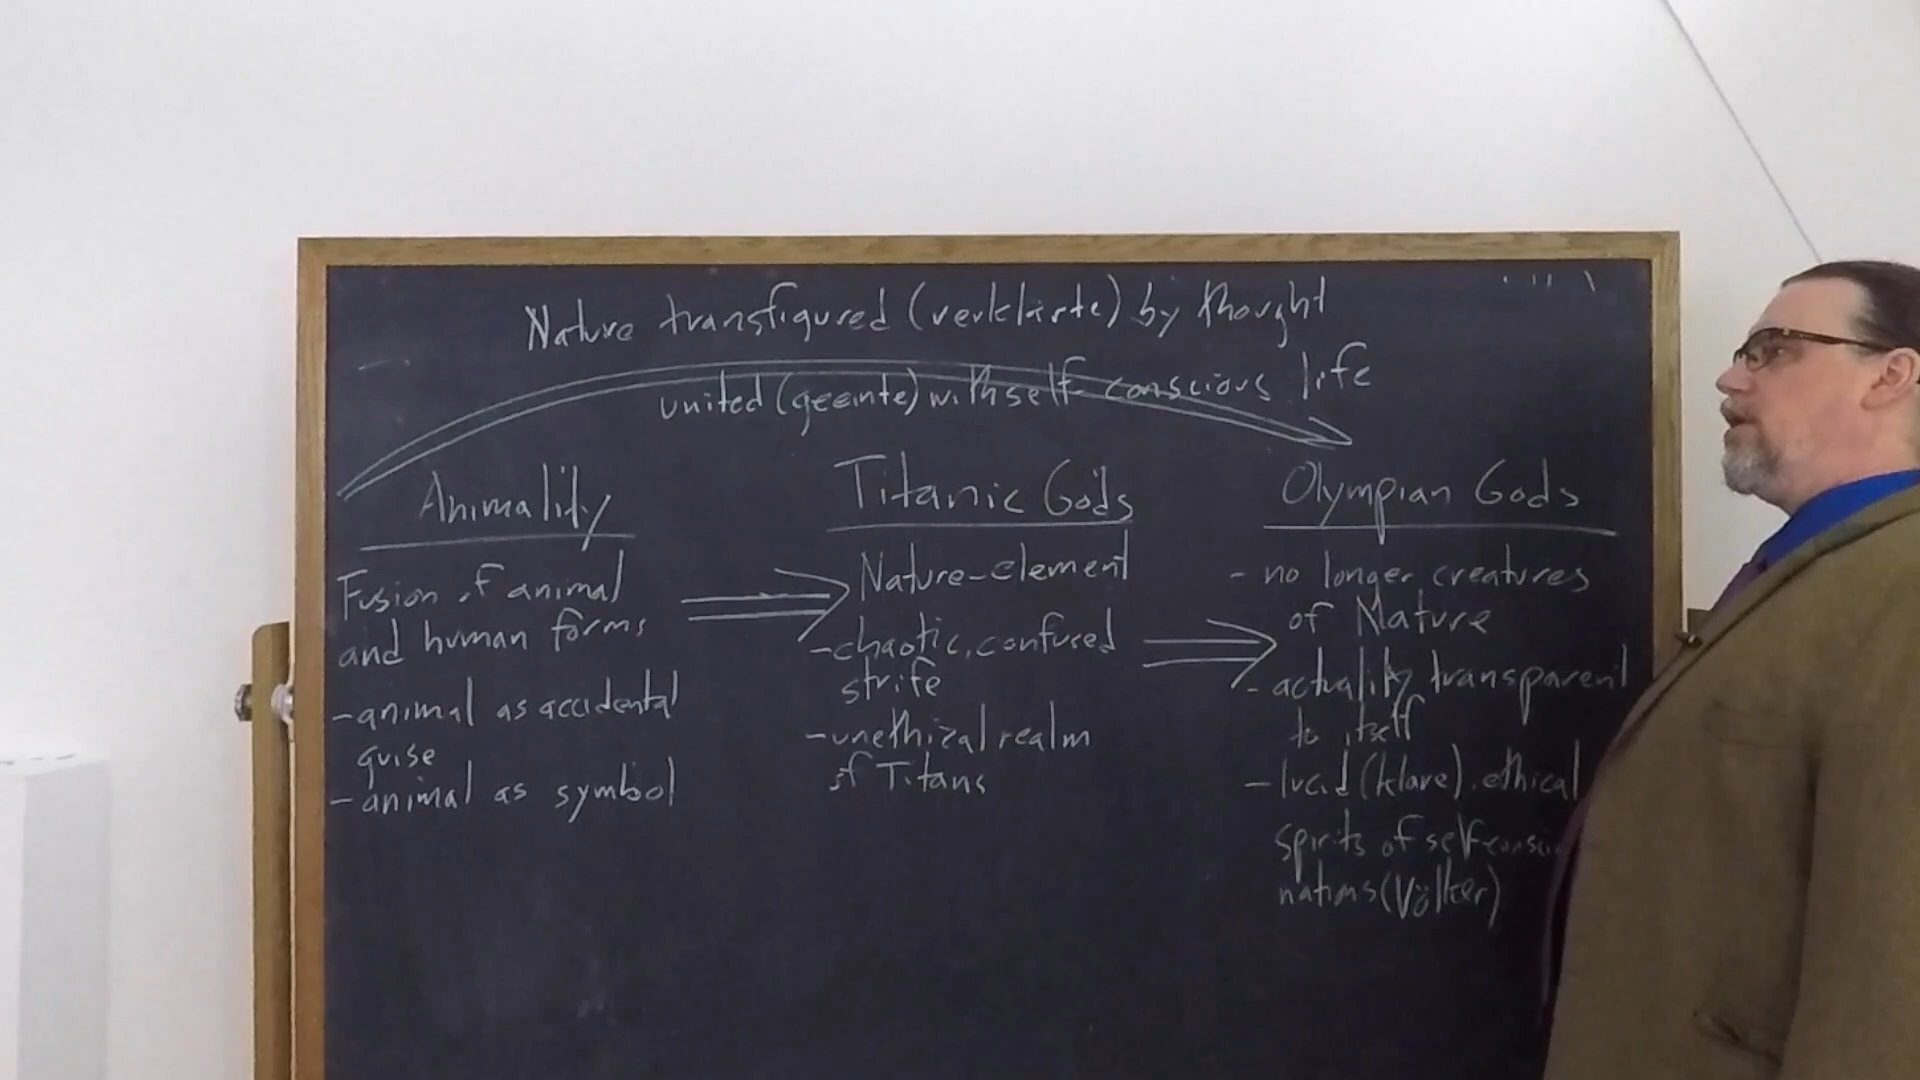 Nature transfigured (verklärte) by thought
united (geeinte) with self-conscious life
Animality
Fusion of animal
and human forms
- animal as accidental
guise
- animal as symbol
Titanic Gods
Nature-element
- chaotic, confused
strife
- unethical realm
of Titans
Olympian Gods
- no longer creatures
of Nature
- actuality transparent
to itself
- lucid (klare), ethical
spirits of self-consci
nations (Völker)